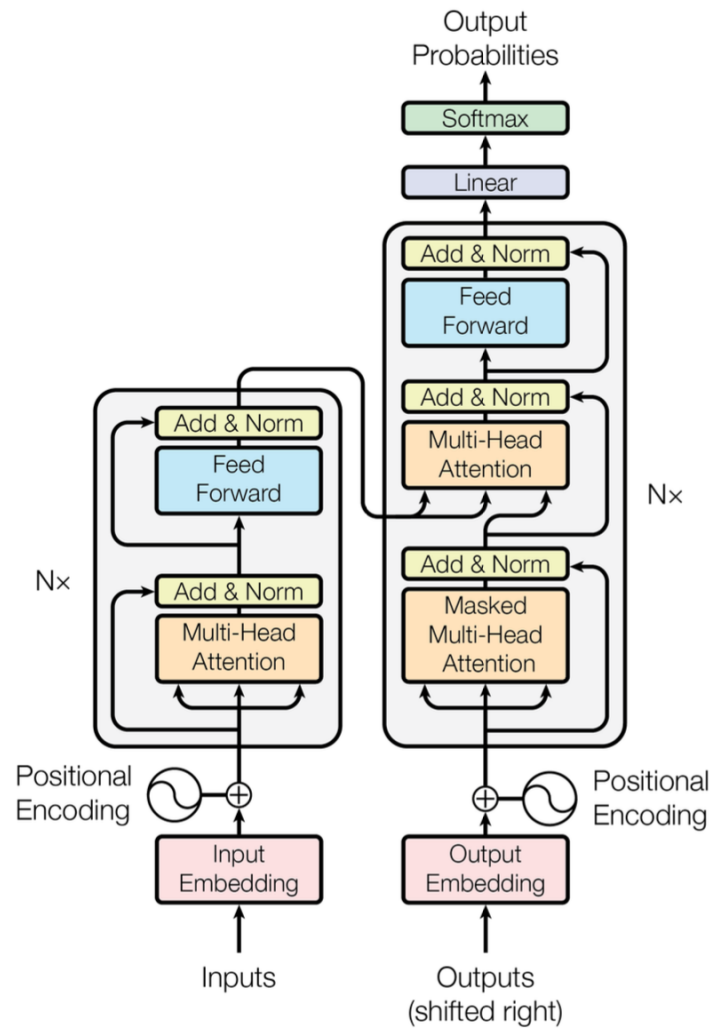 Output
Probabilities
Softmax
Linear
Add & Norm
Feed
Forward
Add & Norm
Multi-Head
Attention
Nx
Add & Norm
Masked
Multi-Head
Attention
Add & Norm
Feed
Forward
Nx
Add & Norm
Multi-Head
Attention
Positional
Encoding
Positional
Encoding
Input
Embedding
Output
Embedding
Inputs
Outputs
(shifted right)